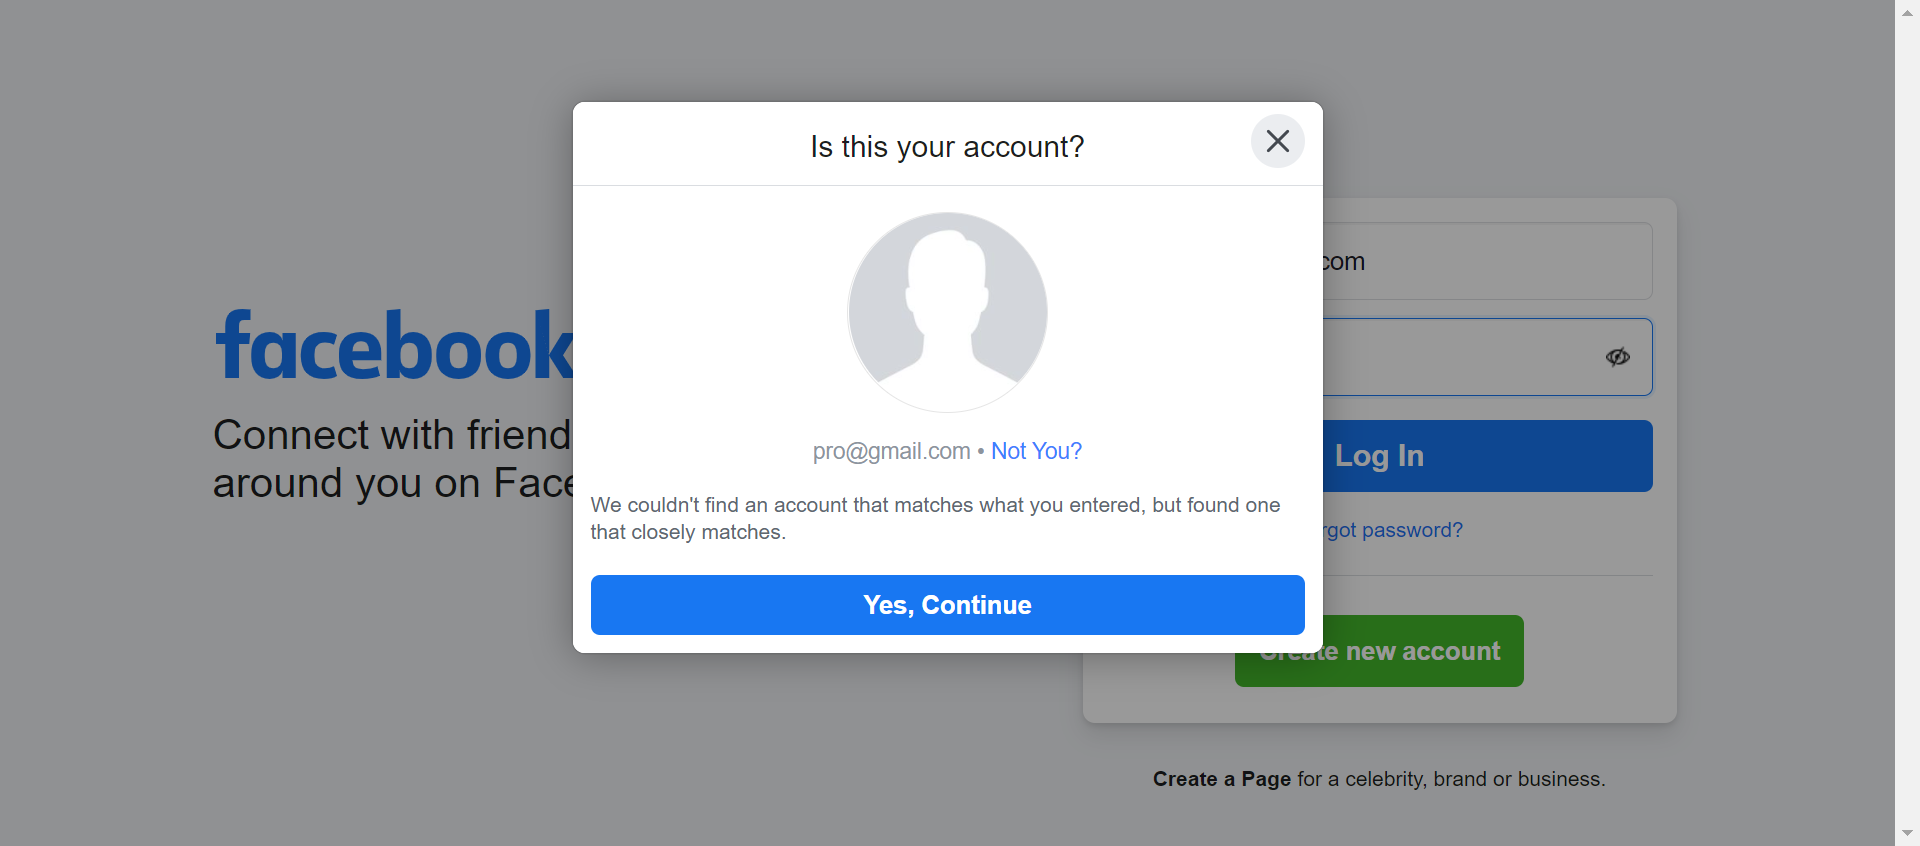 Is this your account?
pro@gmail.com • Not You?
We couldn't find an account that matches what you entered, but found one
that closely matches.
Yes, Continue
facebook
Connect with friend
around you on Face
.com
Log In
rgot password?
Create new account
Create a Page for a celebrity, brand or business.